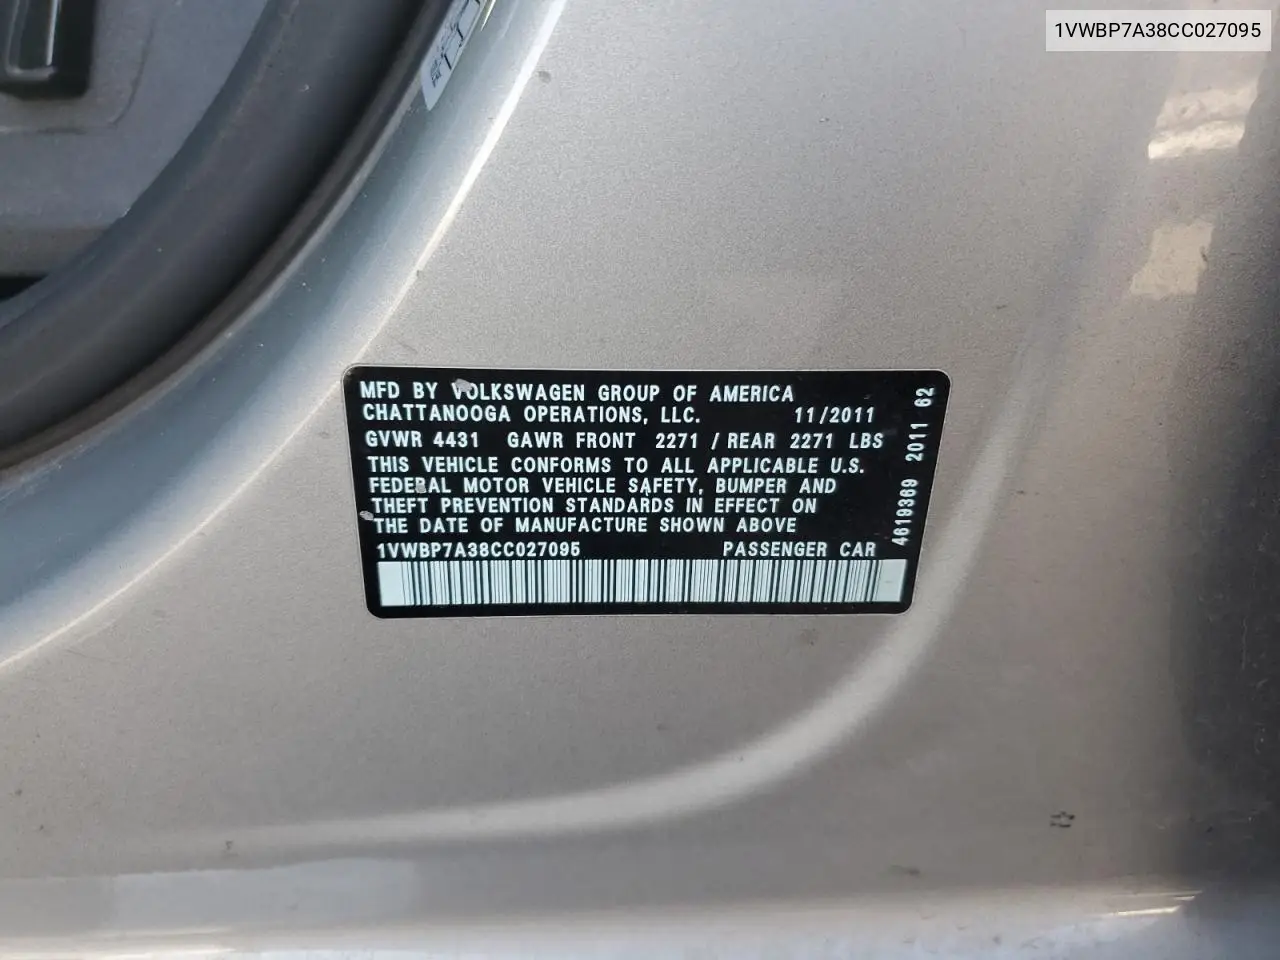 1VWBP7A38CC027095
MFD BY VOLKSWAGEN GROUP OF AMERICA
CHATTANOOGA OPERATIONS, LLC. 11/2011
GVWR 4431 GAWR FRONT 2271 / REAR 2271 LBS
THIS VEHICLE CONFORMS TO ALL APPLICABLE U.S.
FEDERAL MOTOR VEHICLE SAFETY, BUMPER AND
THEFT PREVENTION STANDARDS IN EFFECT ON
THE DATE OF MANUFACTURE SHOWN ABOVE
1VWBP7A38CC027095 PASSENGER CAR
4619369 2011 62